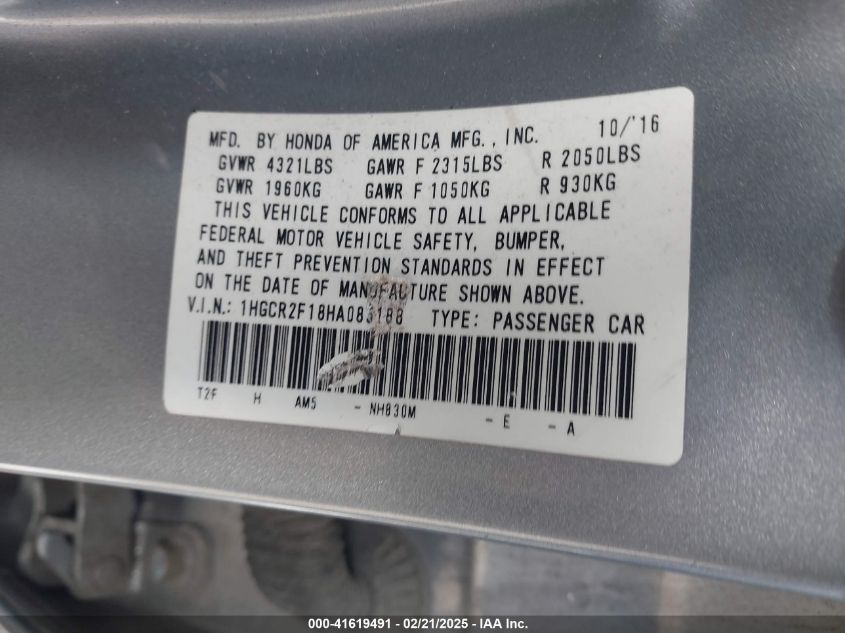 MFD. BY HONDA OF AMERICA MFG., INC. 10/'16
GVWR 4321LBS GAWR F 2315LBS R 2050LBS
GVWR 1960KG GAWR F 1050KG R 930KG
THIS VEHICLE CONFORMS TO ALL APPLICABLE
FEDERAL MOTOR VEHICLE SAFETY, BUMPER,
AND THEFT PREVENTION STANDARDS IN EFFECT
ON THE DATE OF MANUFACTURE SHOWN ABOVE.
V.I.N.: 1HGCR2F18HA083188 TYPE: PASSENGER CAR
T2F H AM5 - NH830M - E - A
000-41619491 - 02/21/2025 - IAA Inc.